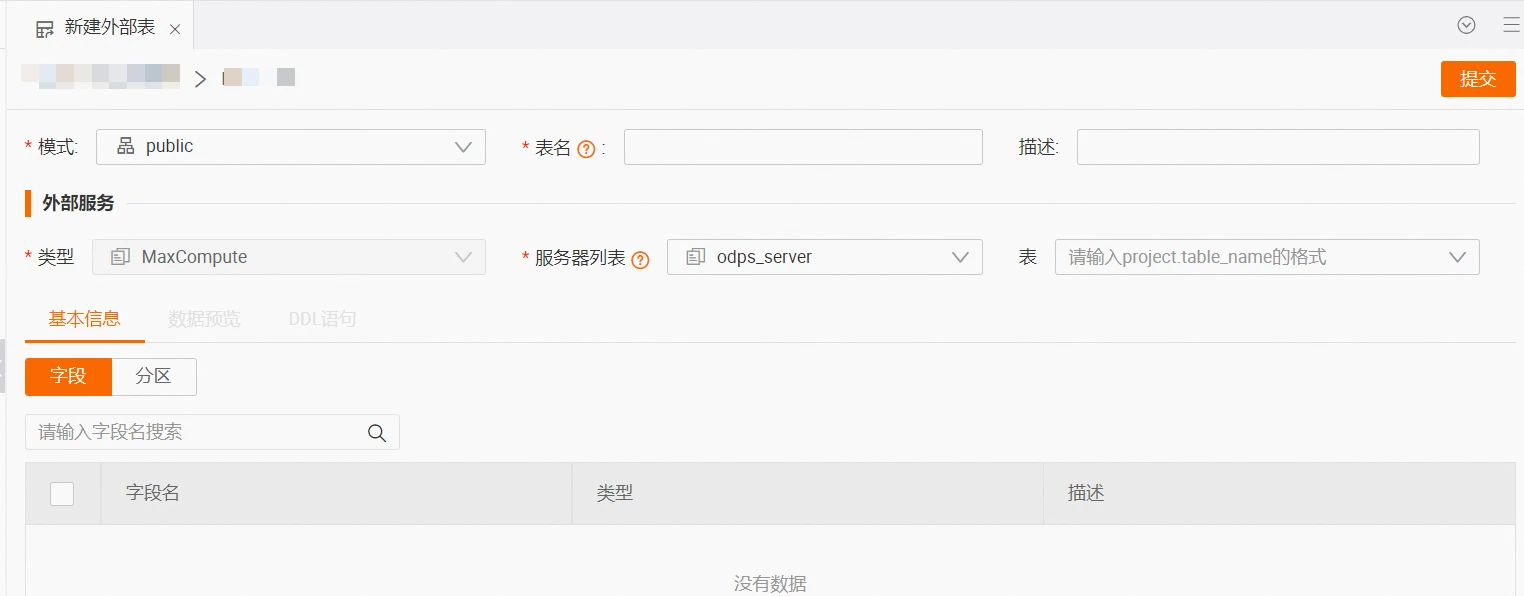 新建外部表
提交
* 模式: public * 表名 ? : 描述:
外部服务
* 类型 MaxCompute * 服务器列表 ? odps_server 表 请输入project.table_name的格式
基本信息 数据预览 DDL语句
字段 分区
请输入字段名搜索
字段名 类型 描述
没有数据